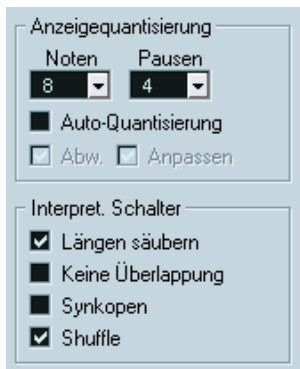 Anzeigequantisierung
Noten Pausen
8 4
Auto-Quantisierung
Abw. Anpassen
Interpret. Schalter
Längen säubern
Keine Überlappung
Synkopen
Shuffle